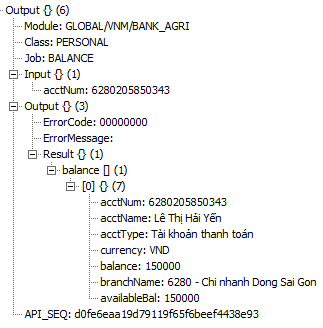 Output {} (6)
Module: GLOBAL/VNM/BANK_AGRI
Class: PERSONAL
Job: BALANCE
Input {} (1)
acctNum: 6280205850343
Output {} (3)
ErrorCode: 00000000
ErrorMessage:
Result {} (1)
balance [] (1)
[0] {} (7)
acctNum: 6280205850343
acctName: Lê Thị Hải Yến
acctType: Tài khoản thanh toán
currency: VND
balance: 150000
branchName: 6280 - Chi nhanh Dong Sai Gon
availableBal: 150000
API_SEQ: d0fe6eaa19d79119f65f6beef4438e93